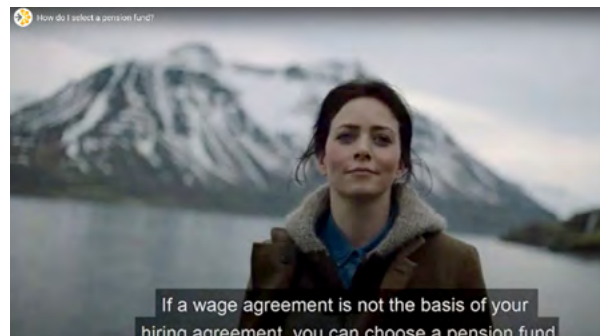 How do I select a pension fund?
If a wage agreement is not the basis of your
hiring agreement, you can choose a pension fund